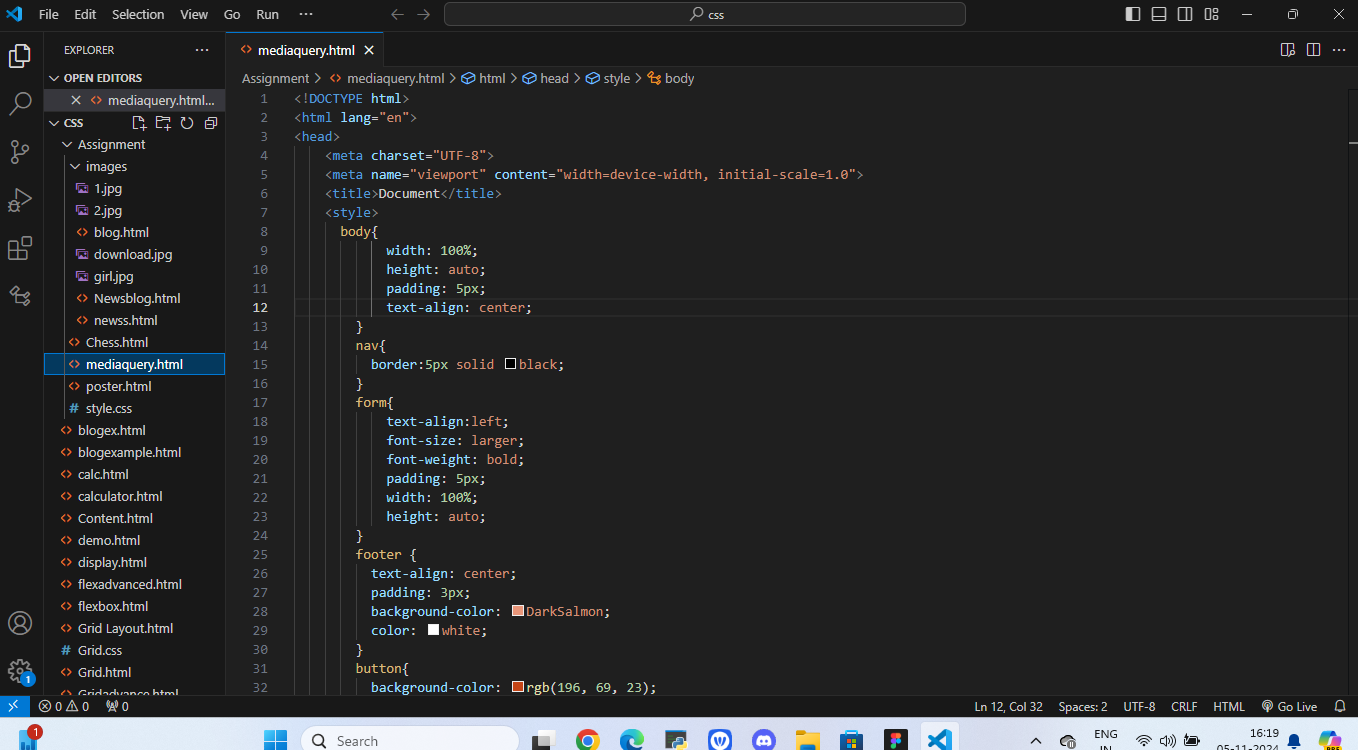 File Edit Selection View Go Run ···
css
EXPLORER ···
OPEN EDITORS
mediaquery.html...
CSS
Assignment
images
1.jpg
2.jpg
blog.html
download.jpg
girl.jpg
Newsblog.html
newss.html
Chess.html
mediaquery.html
poster.html
style.css
blogex.html
blogexample.html
calc.html
calculator.html
Content.html
demo.html
display.html
flexadvanced.html
flexbox.html
Grid Layout.html
Grid.css
Grid.html
Gridadvance.html
mediaquery.html
Assignment > mediaquery.html > html > head > style > body
1 <!DOCTYPE html>
2 <html lang="en">
3 <head>
4 <meta charset="UTF-8">
5 <meta name="viewport" content="width=device-width, initial-scale=1.0">
6 <title>Document</title>
7 <style>
8 body{
9 width: 100%;
10 height: auto;
11 padding: 5px;
12 text-align: center;
13 }
14 nav{
15 border:5px solid black;
16 }
17 form{
18 text-align:left;
19 font-size: larger;
20 font-weight: bold;
21 padding: 5px;
22 width: 100%;
23 height: auto;
24 }
25 footer {
26 text-align: center;
27 padding: 3px;
28 background-color: DarkSalmon;
29 color: white;
30 }
31 button{
32 background-color: rgb(196, 69, 23);
1
0 0 0 Ln 12, Col 32 Spaces: 2 UTF-8 CRLF HTML Go Live
1 Search ENG 16:19
IN 05-11-2024